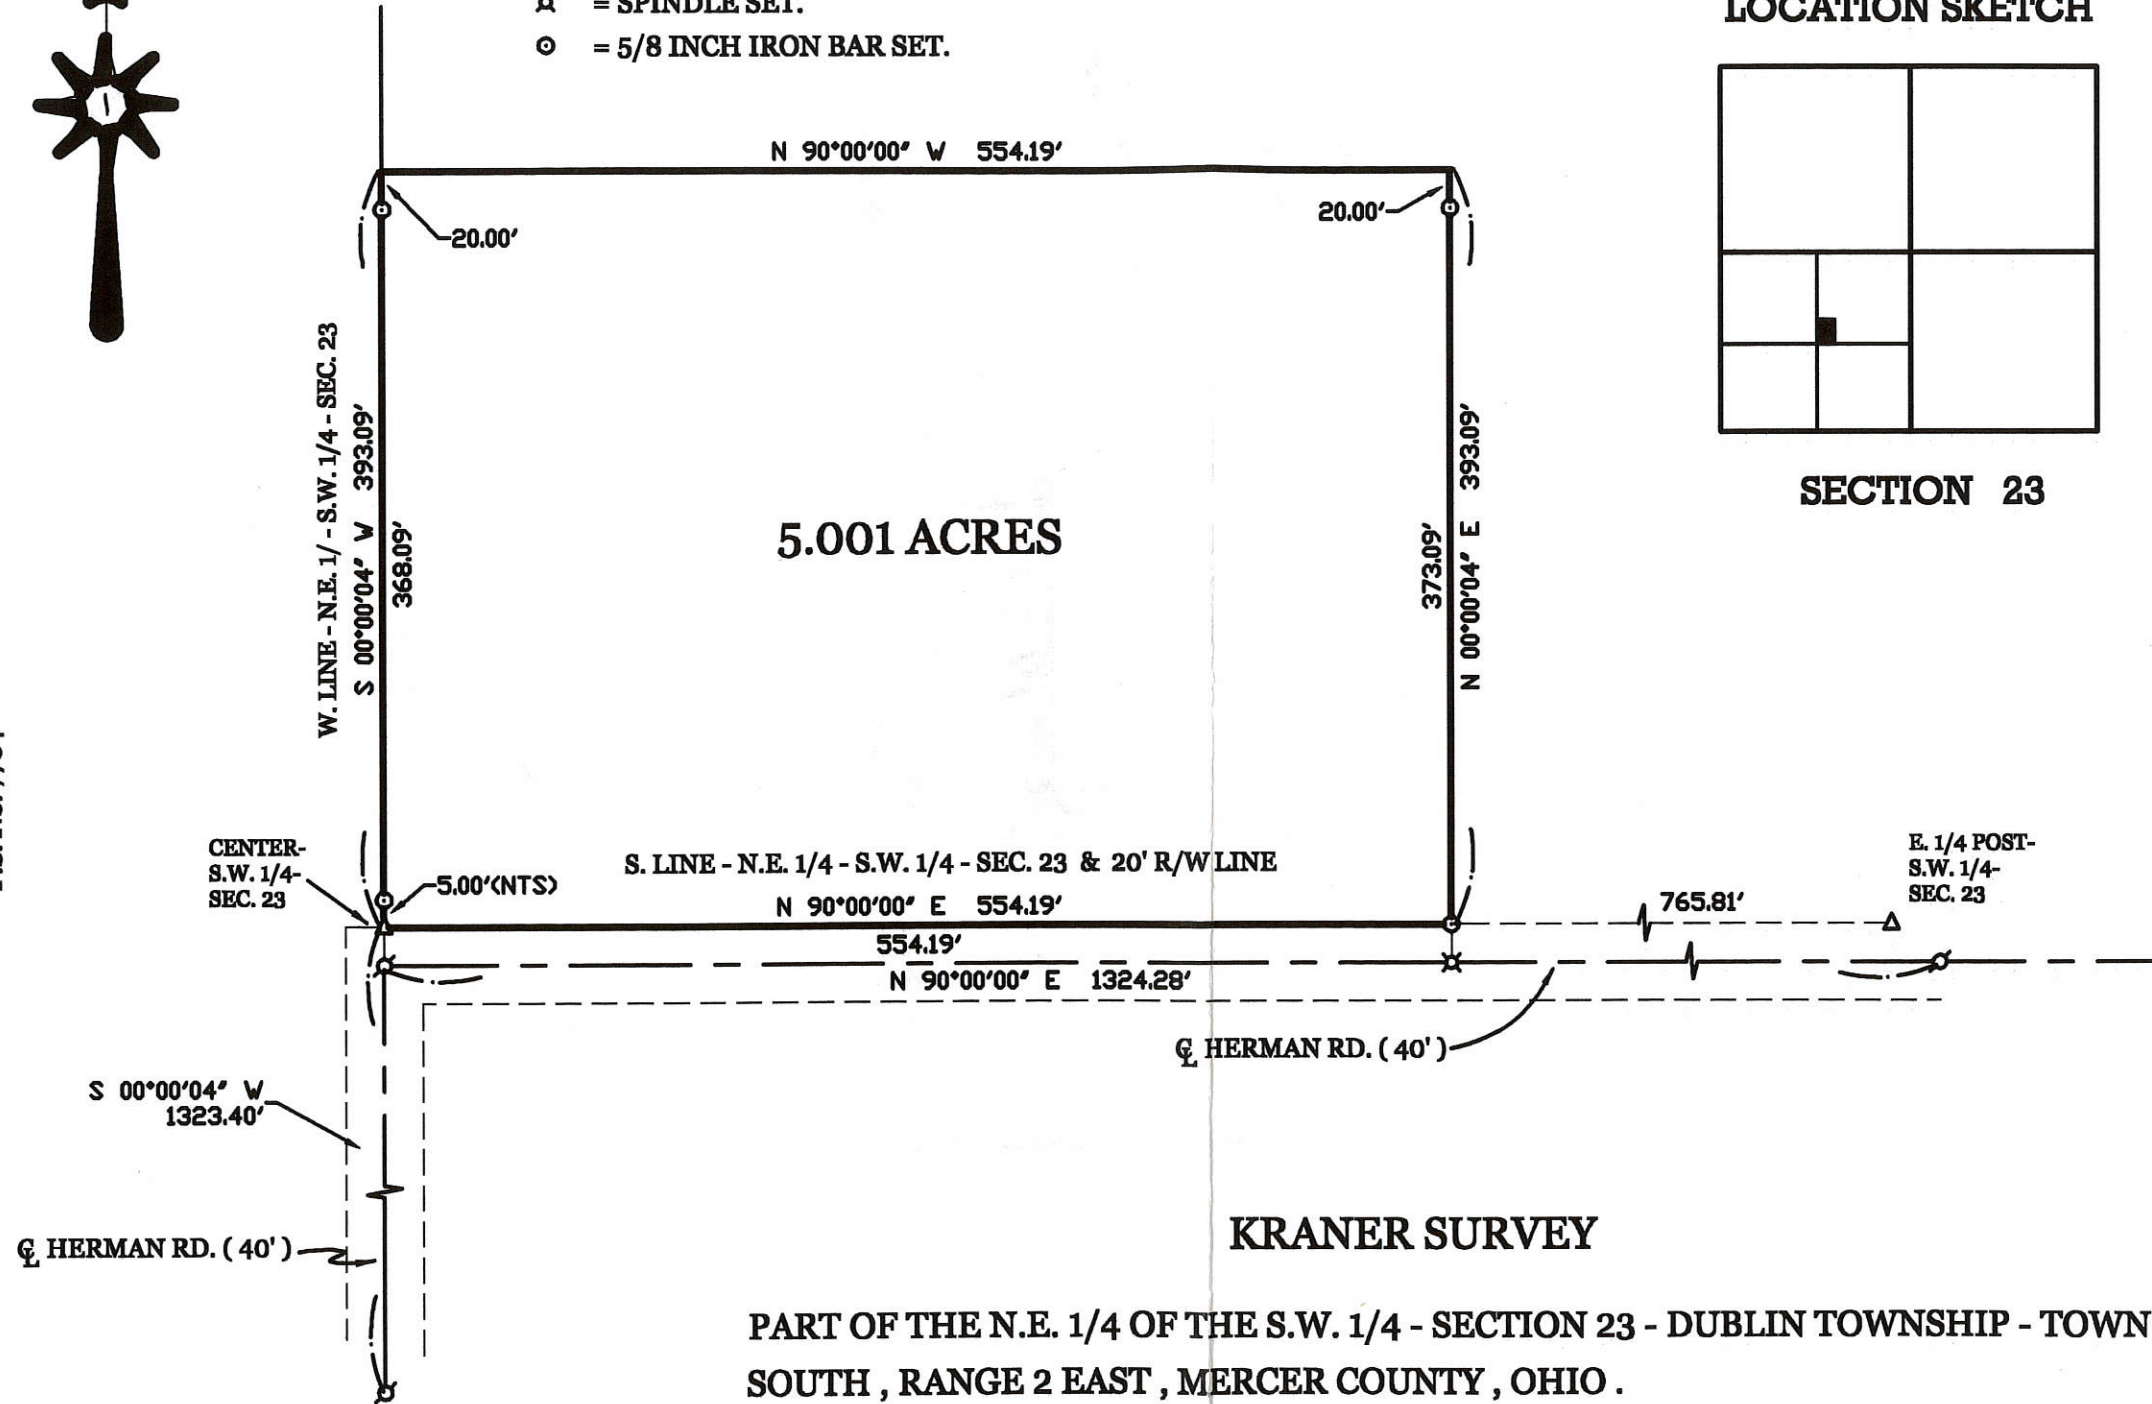 = SPINDLE SET.
= 5/8 INCH IRON BAR SET.
LOCATION SKETCH
N 90°00'00" W 554.19'
20.00'
20.00'
W. LINE - N.E. 1/ - S.W. 1/4 - SEC. 23
S 00°00'04" W 393.09'
368.09'
5.001 ACRES
373.09'
N 00°00'04" E 393.09'
SECTION 23
CENTER-
S.W. 1/4-
SEC. 23
5.00'(NTS)
S. LINE - N.E. 1/4 - S.W. 1/4 - SEC. 23 & 20' R/W LINE
N 90°00'00" E 554.19'
554.19'
N 90°00'00" E 1324.28'
765.81'
E. 1/4 POST-
S.W. 1/4-
SEC. 23
℄ HERMAN RD. ( 40' )
S 00°00'04" W
1323.40'
℄ HERMAN RD. ( 40' )
KRANER SURVEY
PART OF THE N.E. 1/4 OF THE S.W. 1/4 - SECTION 23 - DUBLIN TOWNSHIP - TOWN
SOUTH , RANGE 2 EAST , MERCER COUNTY , OHIO .